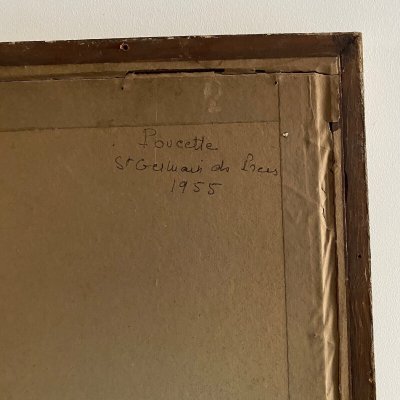 Poucette
St Germain des Prés
1955